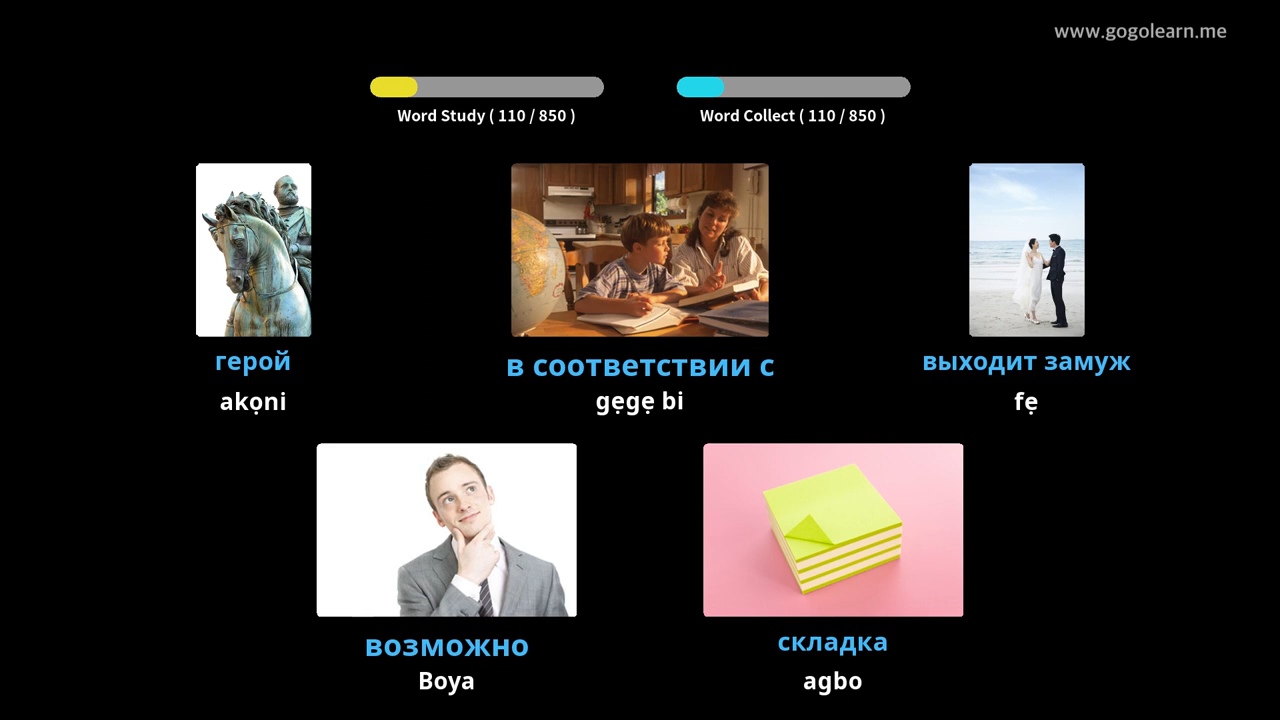 www.gogolearn.me
Word Study ( 110 / 850 )
Word Collect ( 110 / 850 )
герой
akọni
в соответствии с
gẹgẹ bi
выходит замуж
fẹ
возможно
Boya
складка
agbo